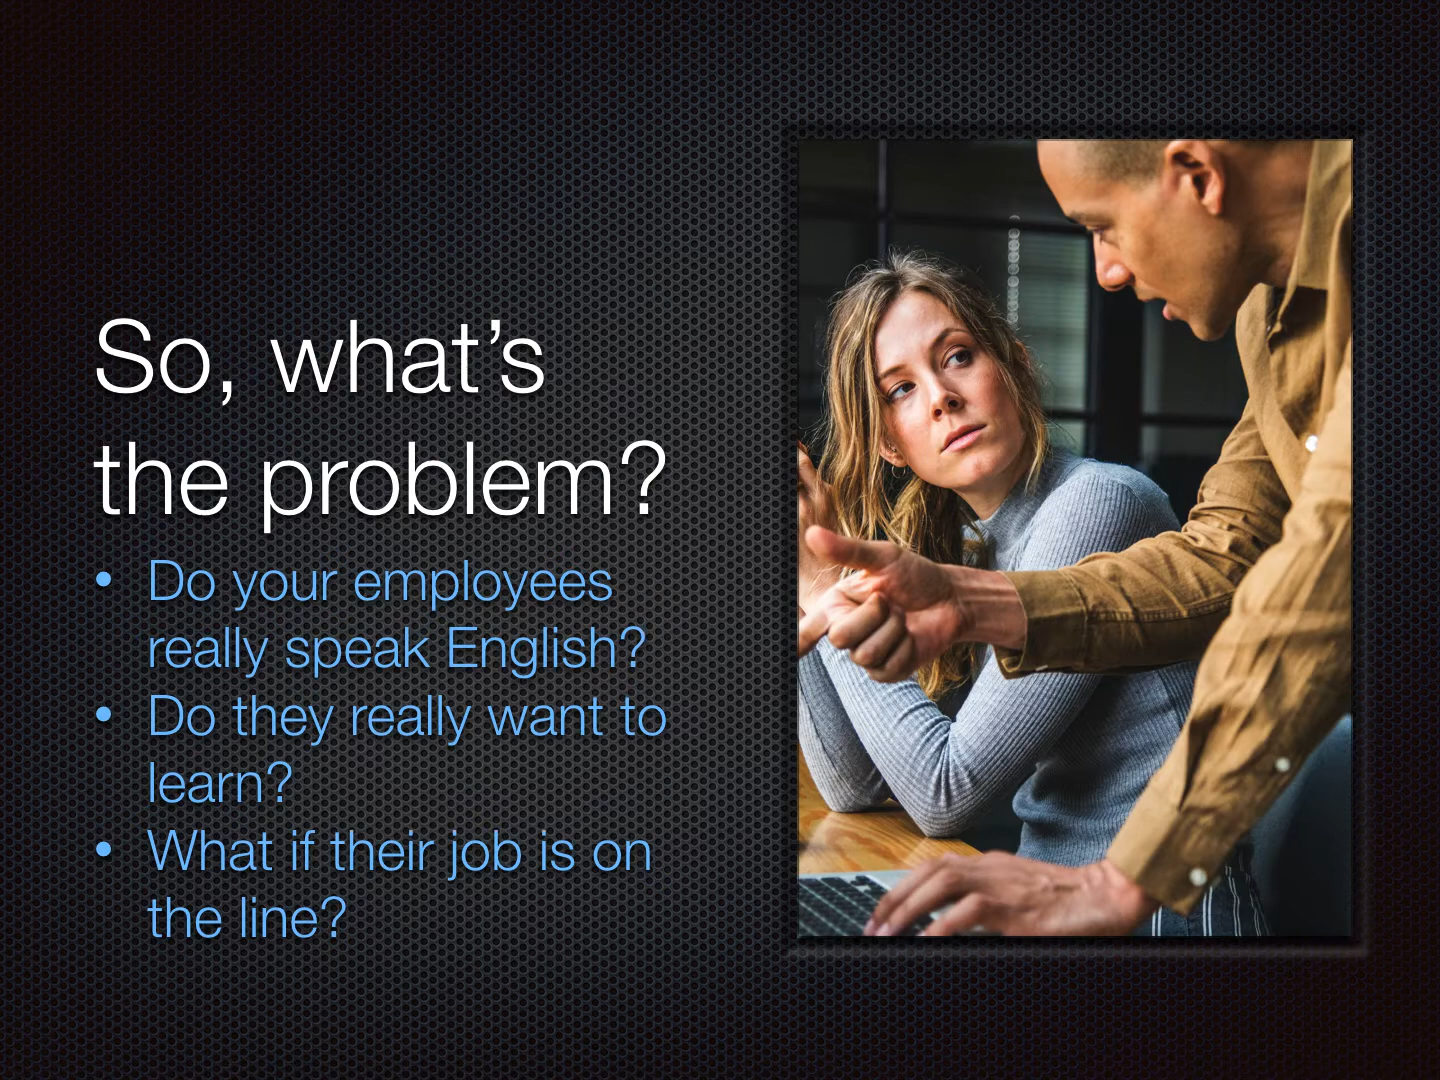 So, what’s
the problem?
• Do your employees
really speak English?
• Do they really want to
learn?
• What if their job is on
the line?